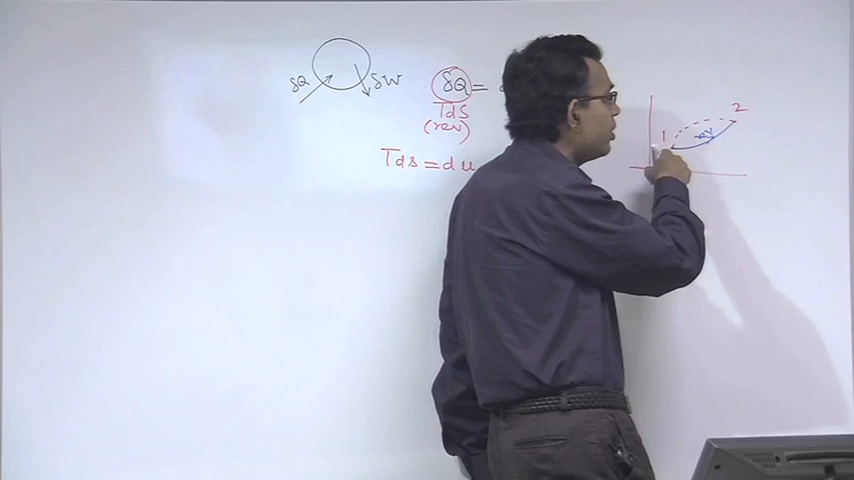 δQ
δW
δQ =
Tds
(rev)
Tds = du
1
2